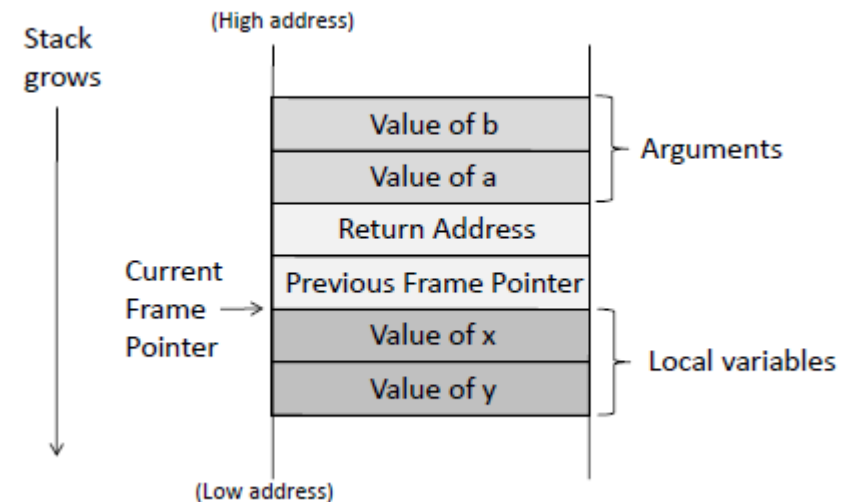 (High address)
Stack
grows
Value of b
Value of a
Arguments
Return Address
Previous Frame Pointer
Current
Frame
Pointer
Value of x
Value of y
Local variables
(Low address)